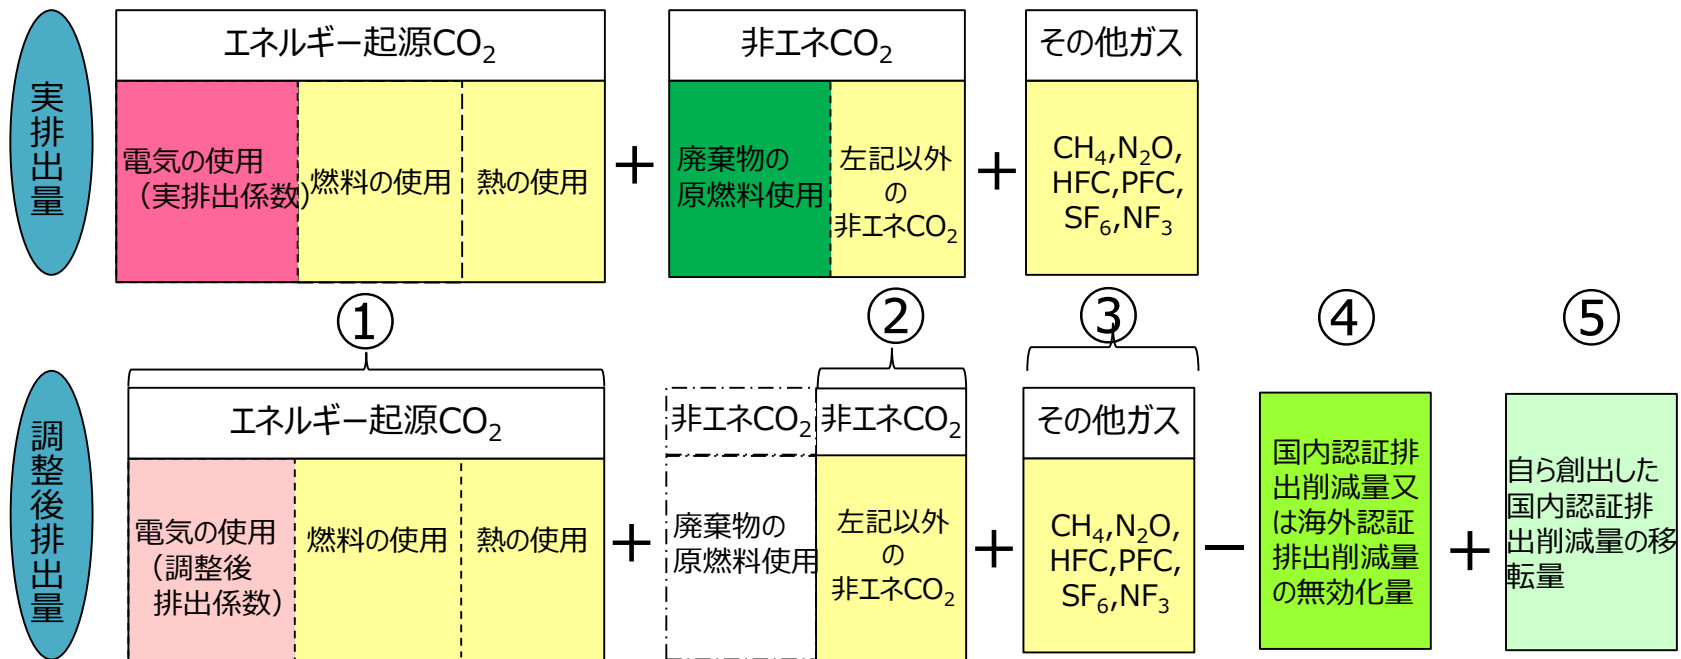 実排出量
エネルギー起源CO₂
非エネCO₂
その他ガス
電気の使用
（実排出係数）
燃料の使用
熱の使用
＋
廃棄物の
原燃料使用
左記以外
の
非エネCO₂
＋
CH₄,N₂O,
HFC,PFC,
SF₆,NF₃
①
②
③
④
⑤
調整後排出量
エネルギー起源CO₂
非エネCO₂
非エネCO₂
その他ガス
電気の使用
（調整後
排出係数）
燃料の使用
熱の使用
＋
廃棄物の
原燃料使用
左記以外
の
非エネCO₂
＋
CH₄,N₂O,
HFC,PFC,
SF₆,NF₃
－
国内認証排
出削減量又
は海外認証
排出削減量
の無効化量
＋
自ら創出した
国内認証排
出削減量の移
転量